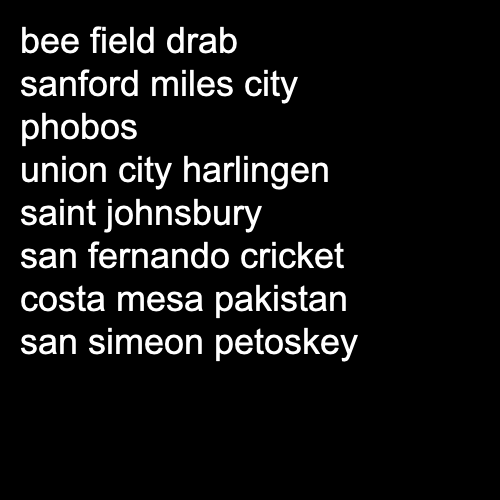 bee field drab
sanford miles city
phobos
union city harlingen
saint johnsbury
san fernando cricket
costa mesa pakistan
san simeon petoskey